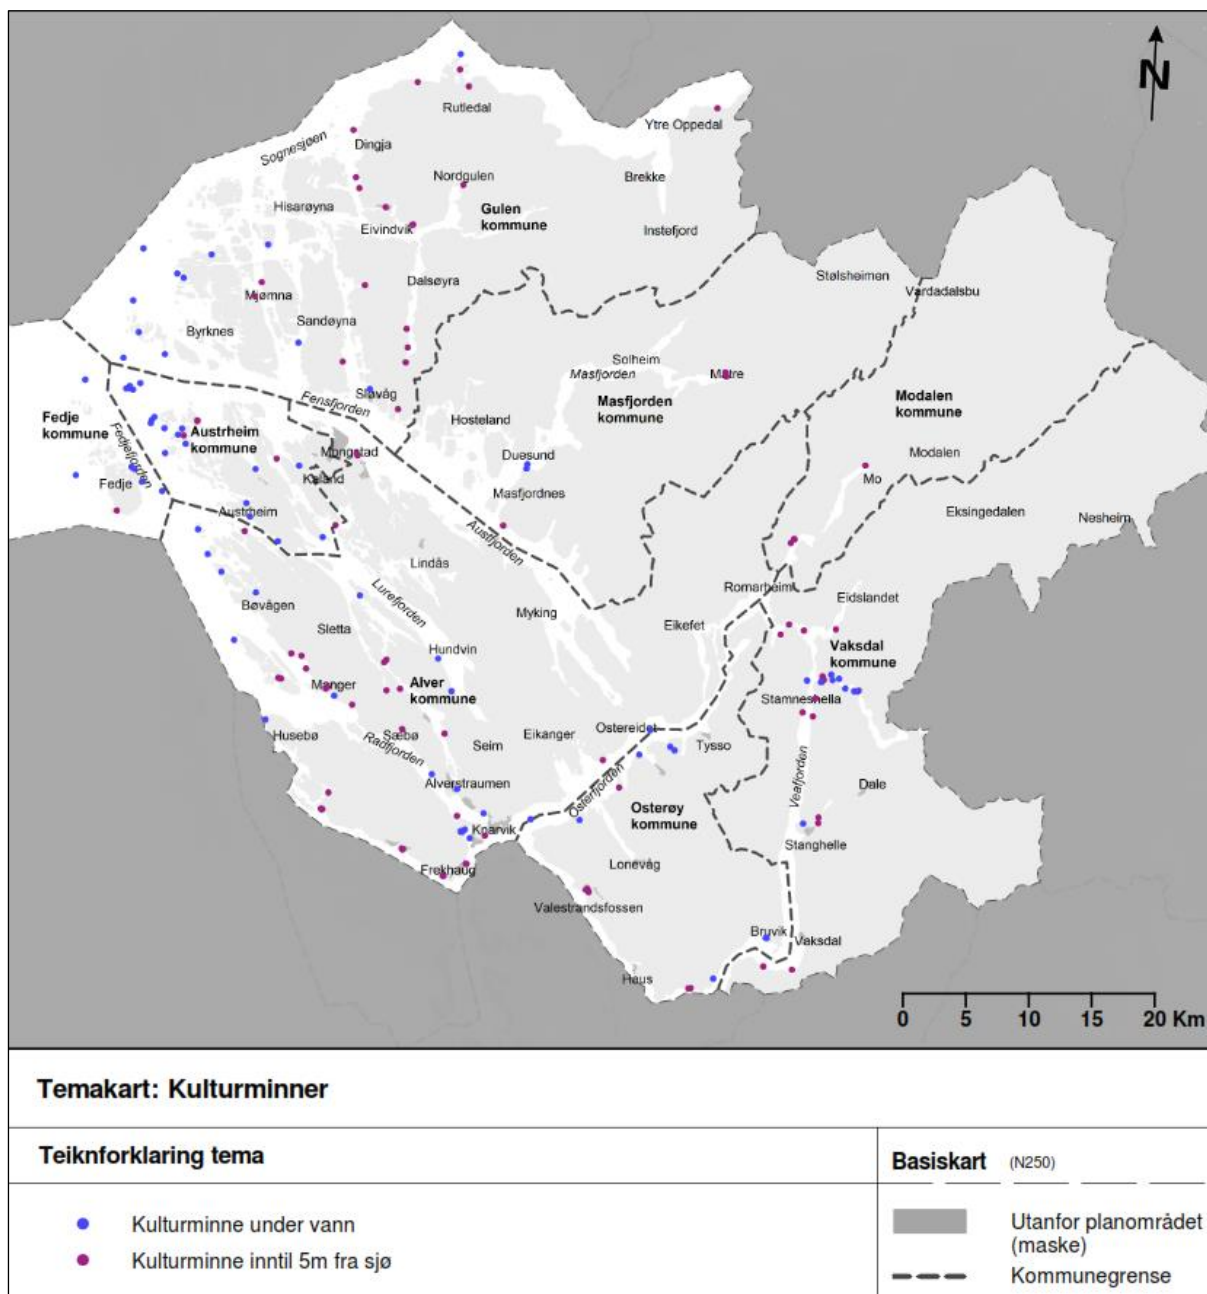 N
Rutledal
Ytre Oppedal
Sognesjøen
Dingja
Nordgulen
Brekke
Hisarøyna
Gulen
kommune
Eivindvik
Instefjord
Dalsøyra
Stølsheimen
Vardadalsbu
Mjømna
Sandøyna
Byrknes
Solheim
Masfjorden
Matre
Sløvåg
Fensfjorden
Masfjorden
kommune
Modalen
kommune
Hosteland
Fedje
kommune
Austrheim
kommune
Fedjefjorden
Mongstad
Duesund
Modalen
Kaland
Mo
Fedje
Masfjordnes
Austrheim
Eksingedalen
Nesheim
Austfjorden
Lindås
Romarheim
Bøvågen
Lurefjorden
Eidslandet
Myking
Sletta
Eikefet
Hundvin
Vaksdal
kommune
Manger
Alver
kommune
Stamneshella
Husebø
Sæbø
Radfjorden
Seim
Eikanger
Ostereidet
Tysso
Alverstraumen
Osterfjorden
Veafjorden
Dale
Osterøy
kommune
Knarvik
Stanghelle
Frekhaug
Lonevåg
Valestrandsfossen
Bruvik
Vaksdal
Haus
0 5 10 15 20 Km
Temakart: Kulturminner
Teiknforklaring tema
Basiskart (N250)
Kulturminne under vann
Kulturminne inntil 5m fra sjø
Utanfor planområdet
(maske)
Kommunegrense